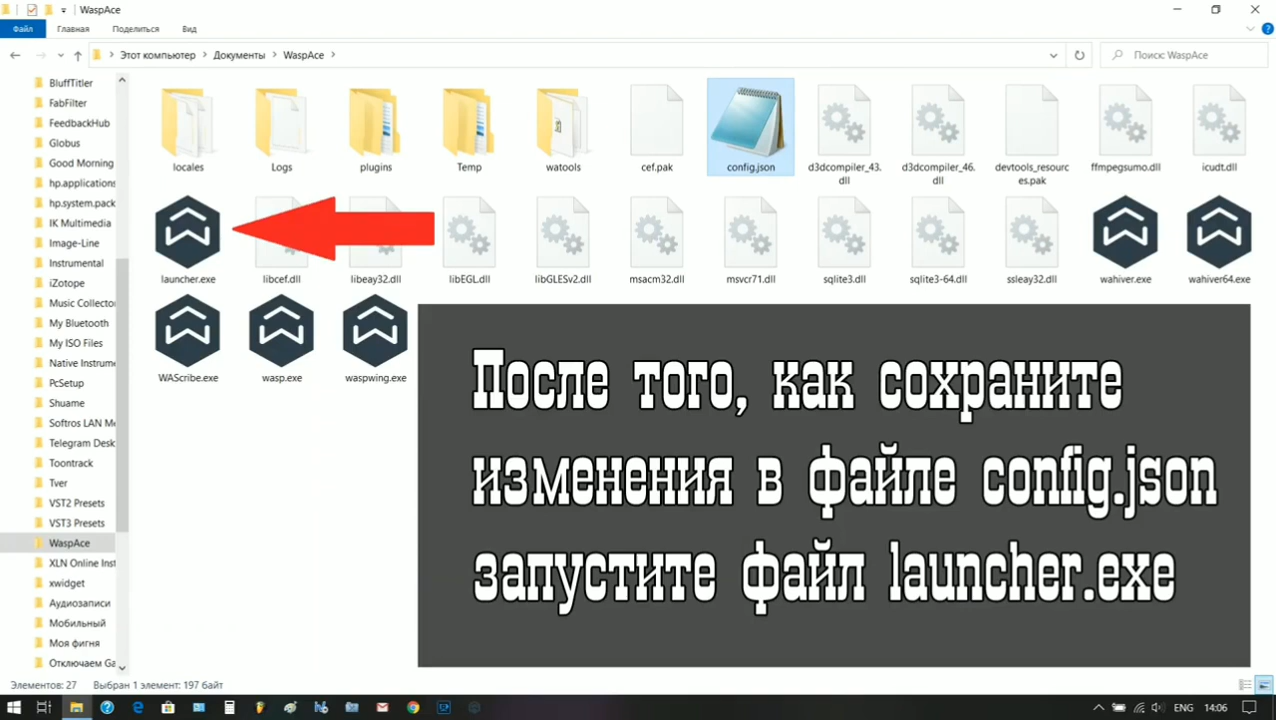 WaspAce
Файл Главная Поделиться Вид
Этот компьютер Документы WaspAce
Поиск: WaspAce
BluffTitler
FabFilter
FeedbackHub
Globus
Good Morning
hp.applications
hp.system.pack
IK Multimedia
Image-Line
Instrumental
iZotope
Music Collector
My Bluetooth
My ISO Files
Native Instrume
PcSetup
Shuame
Softros LAN Me
Telegram Desk
Toontrack
Tver
VST2 Presets
VST3 Presets
WaspAce
XLN Online Inst
xwidget
Аудиозаписи
Мобильный
Моя фигня
Отключаем Ga
locales Logs plugins Temp watools cef.pak config.json d3dcompiler_43. d3dcompiler_46. devtools_resourc ffmpegsumo.dll icudt.dll
dll dll es.pak
launcher.exe libcef.dll libeay32.dll libEGL.dll libGLESv2.dll msacm32.dll msvcr71.dll sqlite3.dll sqlite3-64.dll ssleay32.dll wahiver.exe wahiver64.exe
WAScribe.exe wasp.exe waspwing.exe
После того, как сохраните
изменения в файле config.json
запустите файл launcher.exe
Элементов: 27 Выбран 1 элемент: 197 байт
ENG 14:06